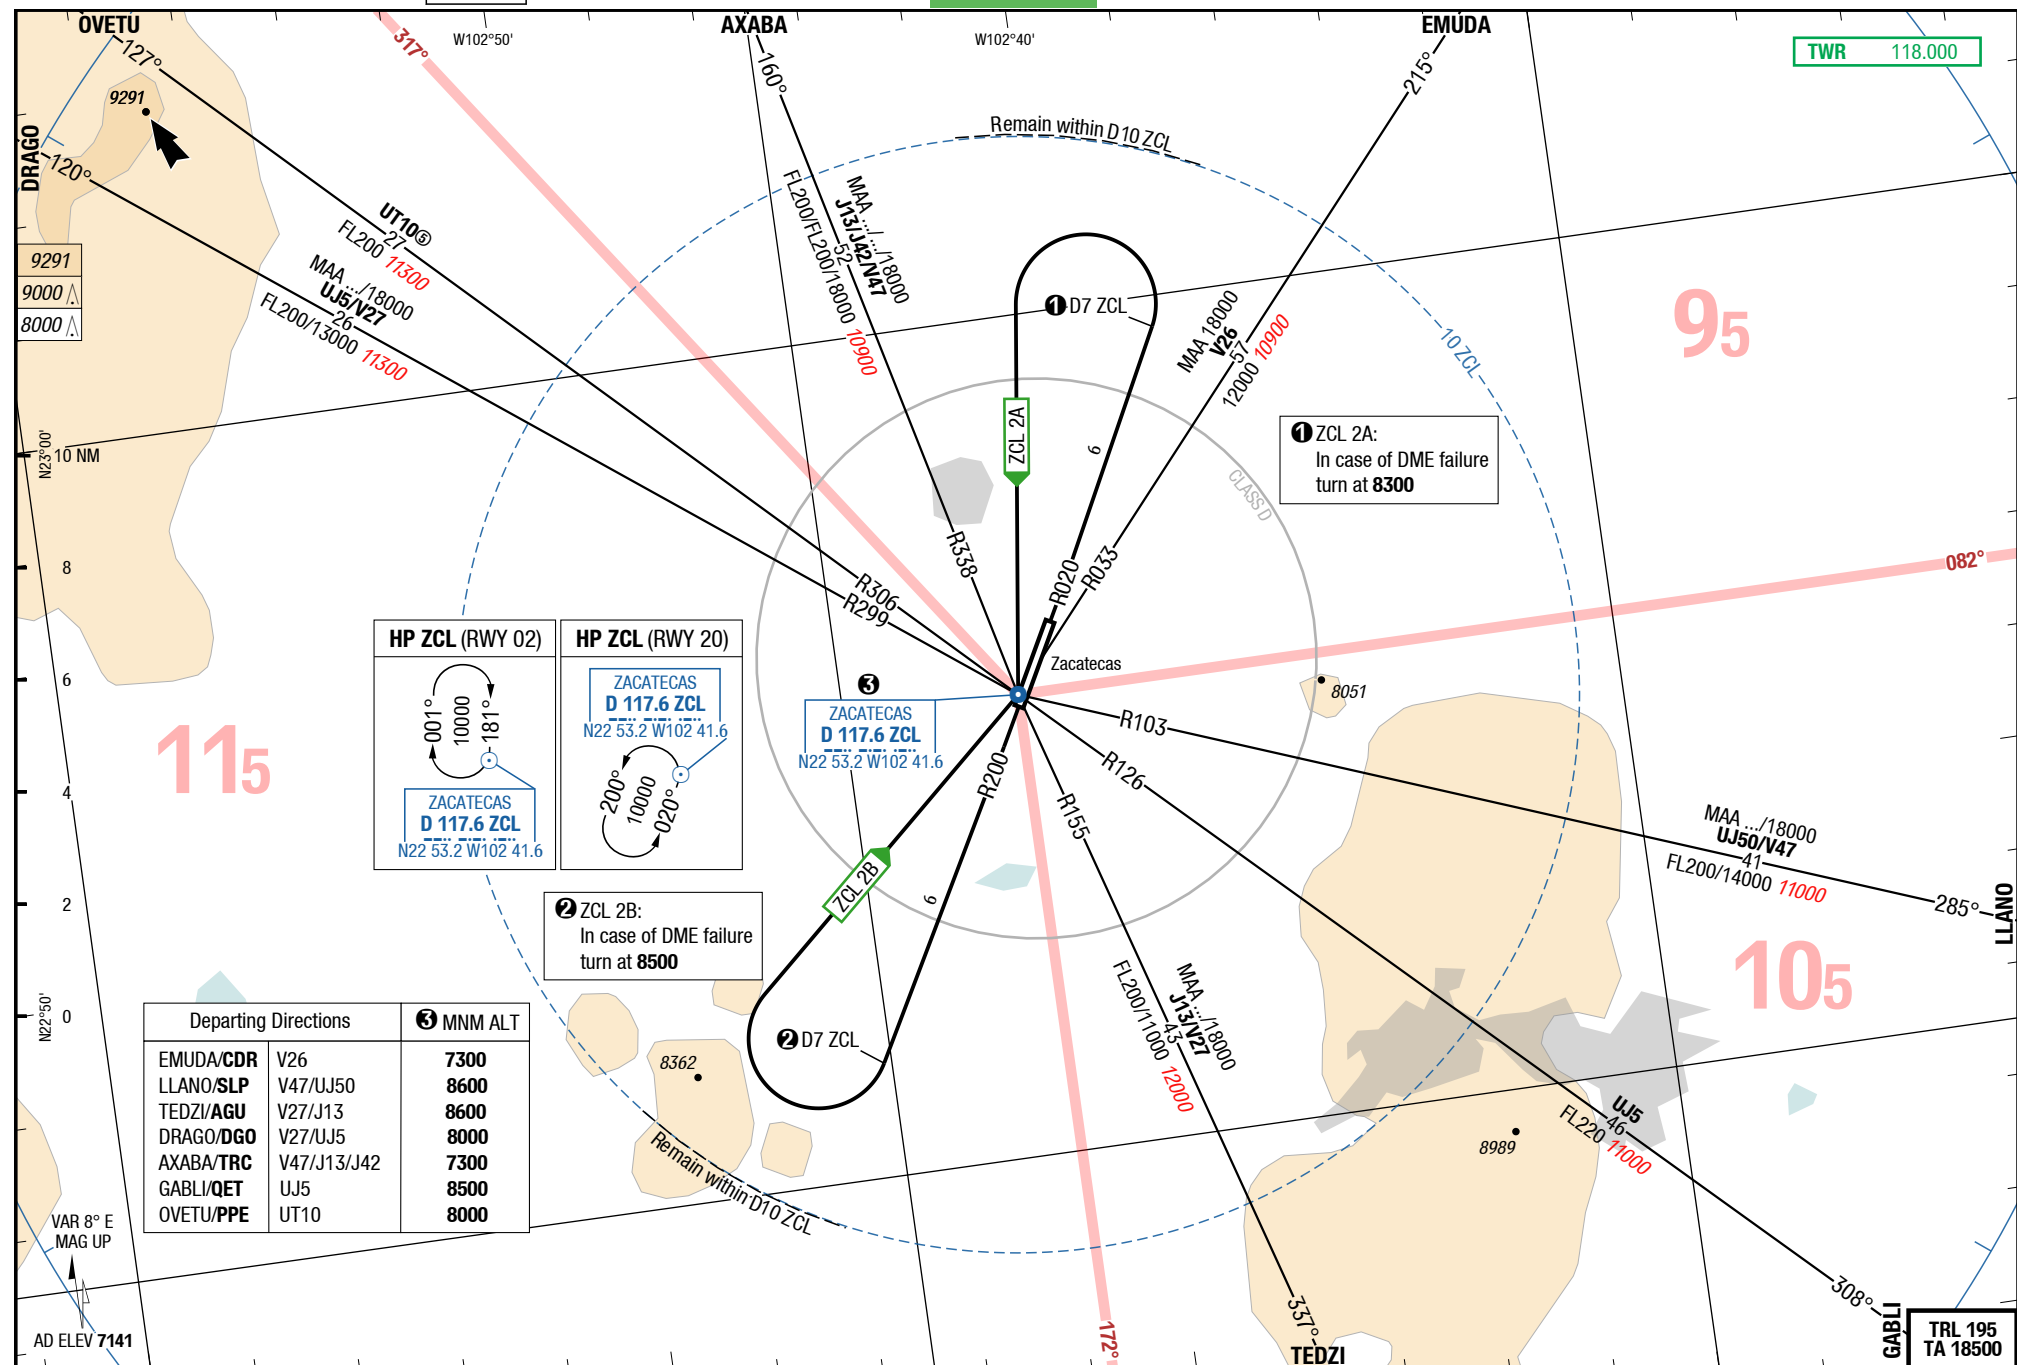 OVETU
AXABA
EMUDA
W102°50'
W102°40'
TWR 118.000
127°
317°
160°
215°
9291
DRAGO
120°
Remain within D10 ZCL
UT10⑤
27
FL200 11300
MAA .../18000
UJ5/V27
26
FL200/13000 11300
MAA .../.../18000
J13/J42/V47
52
FL200/FL200/18000 10900
❶ D7 ZCL
MAA 18000
V26
57
12000 10900
10 ZCL
95
9291
9000
8000
ZCL 2A
6
CLASS D
❶ ZCL 2A:
In case of DME failure
turn at 8300
N23°00'
10 NM
8
6
4
2
0
N22°50'
R338
R020
R033
R306
R299
082°
HP ZCL (RWY 02)
001°
10000
181°
ZACATECAS
D 117.6 ZCL
N22 53.2 W102 41.6
HP ZCL (RWY 20)
ZACATECAS
D 117.6 ZCL
N22 53.2 W102 41.6
200°
10000
020°
❸
ZACATECAS
D 117.6 ZCL
N22 53.2 W102 41.6
Zacatecas
8051
R103
R126
R155
R200
115
MAA .../18000
UJ50/V47
41
FL200/14000 11000
285°
LLANO
ZCL 2B
6
❷ ZCL 2B:
In case of DME failure
turn at 8500
❷ D7 ZCL
8362
Remain within D10 ZCL
MAA .../18000
J13/V27
43
FL200/11000 12000
105
UJ5
46
FL220 11000
8989
Departing Directions ❸ MNM ALT
EMUDA/CDR V26 7300
LLANO/SLP V47/UJ50 8600
TEDZI/AGU V27/J13 8600
DRAGO/DGO V27/UJ5 8000
AXABA/TRC V47/J13/J42 7300
GABLI/QET UJ5 8500
OVETU/PPE UT10 8000
VAR 8° E
MAG UP
AD ELEV 7141
172°
337°
TEDZI
308°
GABLI
TRL 195
TA 18500